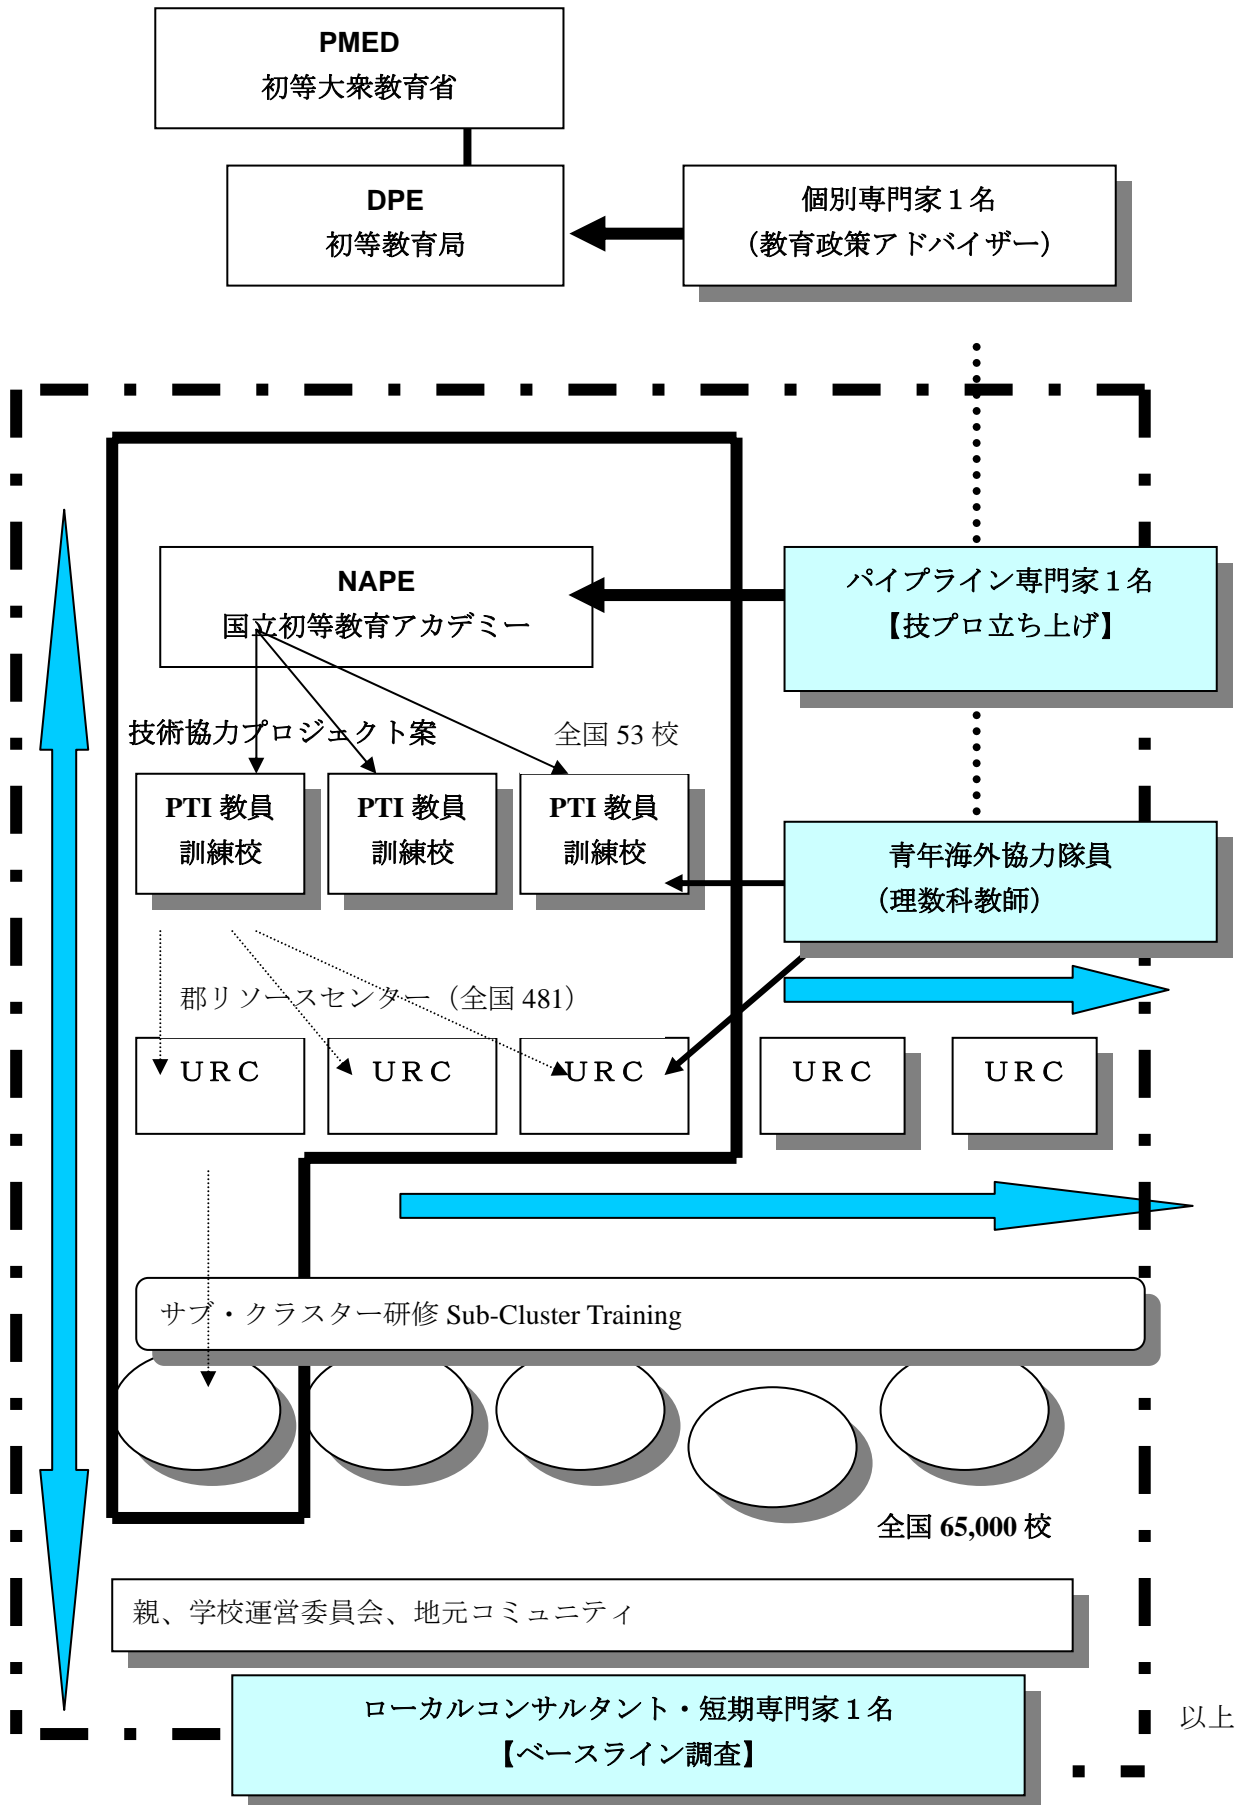 PMED
初等大衆教育省
DPE
初等教育局
個別専門家１名
（教育政策アドバイザー）
NAPE
国立初等教育アカデミー
パイプライン専門家１名
【技プロ立ち上げ】
技術協力プロジェクト案
全国 53 校
PTI 教員
訓練校
PTI 教員
訓練校
PTI 教員
訓練校
青年海外協力隊員
（理数科教師）
郡リソースセンター（全国 481）
ＵＲＣ
ＵＲＣ
ＵＲＣ
ＵＲＣ
ＵＲＣ
サブ・クラスター研修 Sub-Cluster Training
全国 65,000 校
親、学校運営委員会、地元コミュニティ
ローカルコンサルタント・短期専門家１名
【ベースライン調査】
以上